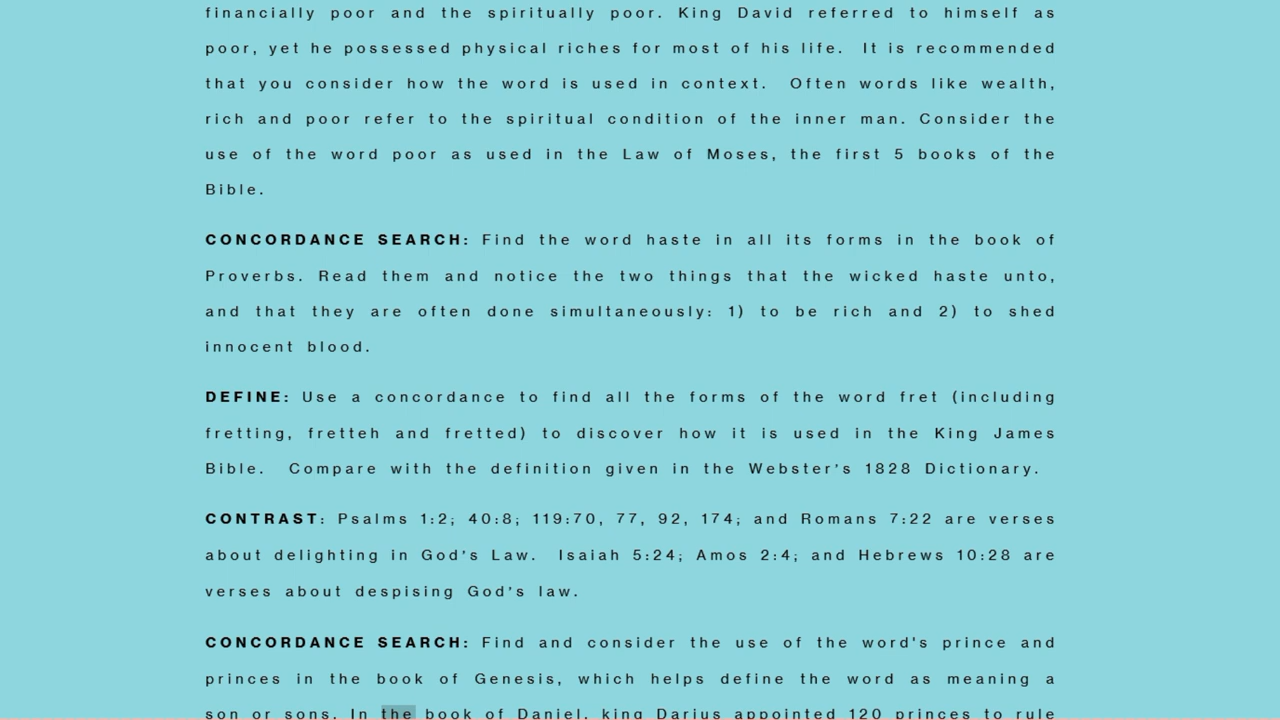 financially poor and the spiritually poor. King David referred to himself as
poor, yet he possessed physical riches for most of his life. It is recommended
that you consider how the word is used in context. Often words like wealth,
rich and poor refer to the spiritual condition of the inner man. Consider the
use of the word poor as used in the Law of Moses, the first 5 books of the
Bible.
CONCORDANCE SEARCH: Find the word haste in all its forms in the book of
Proverbs. Read them and notice the two things that the wicked haste unto,
and that they are often done simultaneously: 1) to be rich and 2) to shed
innocent blood.
DEFINE: Use a concordance to find all the forms of the word fret (including
fretting, fretteh and fretted) to discover how it is used in the King James
Bible. Compare with the definition given in the Webster's 1828 Dictionary.
CONTRAST: Psalms 1:2; 40:8; 119:70, 77, 92, 174; and Romans 7:22 are verses
about delighting in God's Law. Isaiah 5:24; Amos 2:4; and Hebrews 10:28 are
verses about despising God's law.
CONCORDANCE SEARCH: Find and consider the use of the word's prince and
princes in the book of Genesis, which helps define the word as meaning a
son or sons. In the book of Daniel, king Darius appointed 120 princes to rule